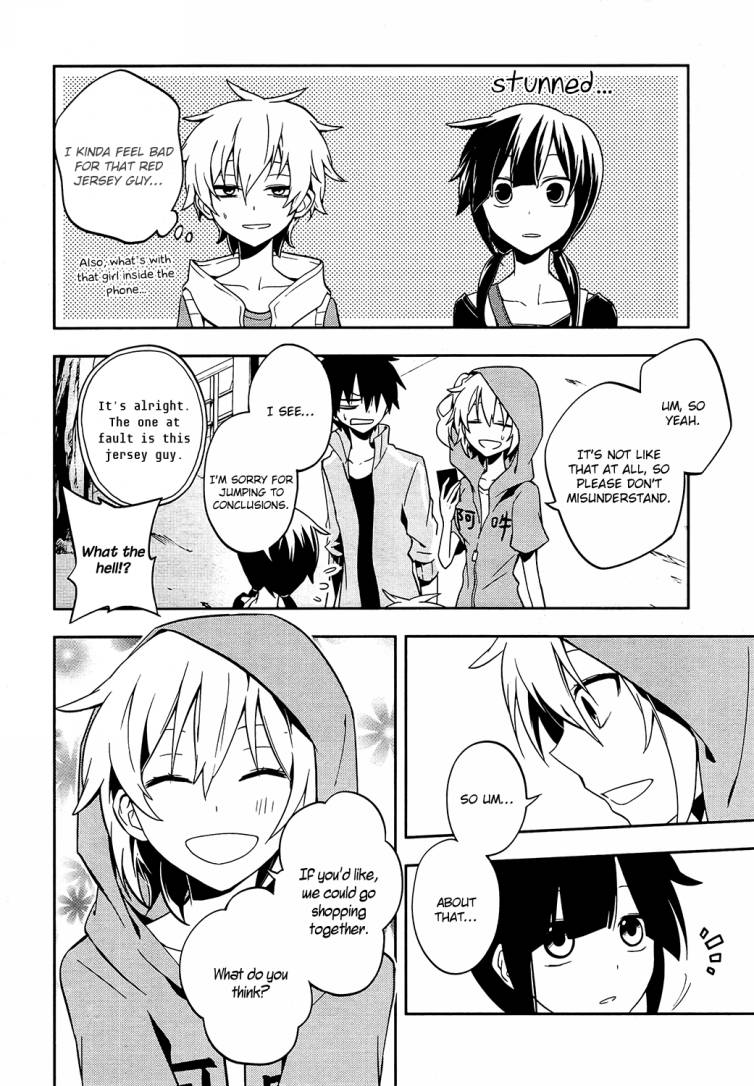 stunned...
I KINDA FEEL BAD
FOR THAT RED
JERSEY GUY...
Also, what's with
that girl inside the
phone...
UM, SO
YEAH.
IT'S NOT LIKE
THAT AT ALL, SO
PLEASE DON'T
MISUNDERSTAND.
I SEE...
I'M SORRY FOR
JUMPING TO
CONCLUSIONS.
It's alright.
The one at
fault is this
jersey guy.
What the
hell!?
阿吽
SO UM...
ABOUT
THAT...
If you'd like,
we could go
shopping
together.
What do you
think?
阿